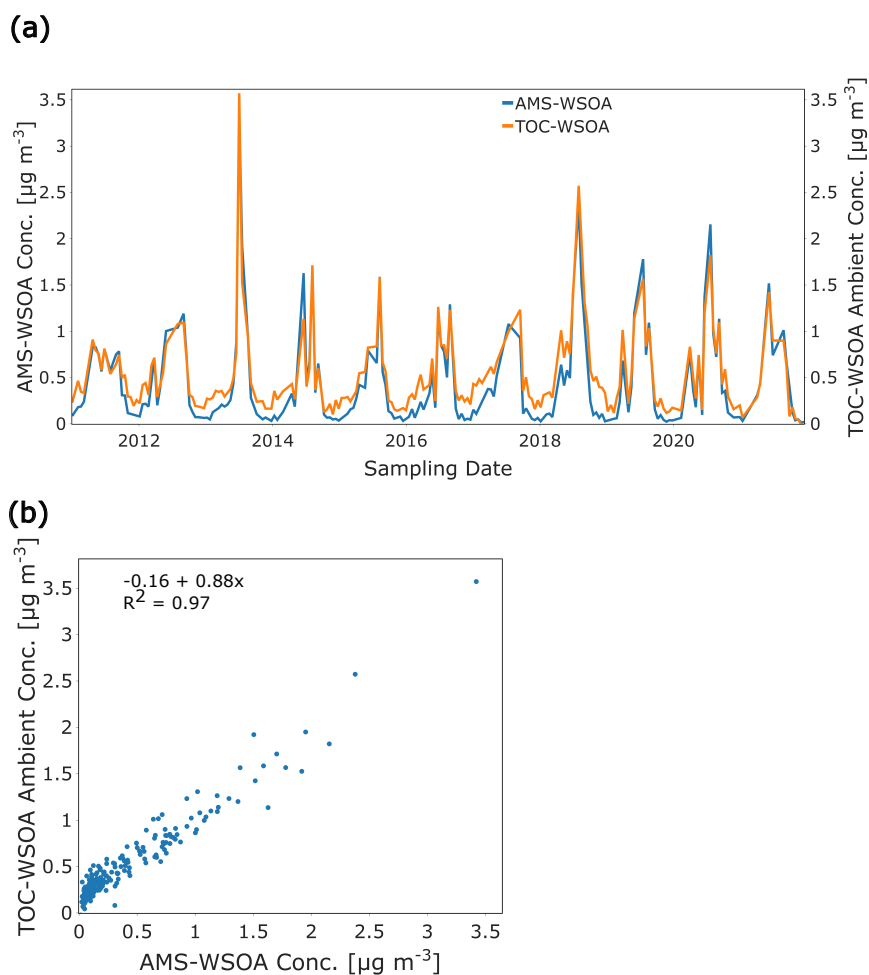 (a)
AMS-WSOA
TOC-WSOA
AMS-WSOA Conc. [µg m-3]
3.5
3
2.5
2
1.5
1
0.5
0
TOC-WSOA Ambient Conc. [µg m-3]
3.5
3
2.5
2
1.5
1
0.5
0
2012 2014 2016 2018 2020
Sampling Date
(b)
-0.16 + 0.88x
R2 = 0.97
TOC-WSOA Ambient Conc. [µg m-3]
3.5
3
2.5
2
1.5
1
0.5
0
0 0.5 1 1.5 2 2.5 3 3.5
AMS-WSOA Conc. [µg m-3]